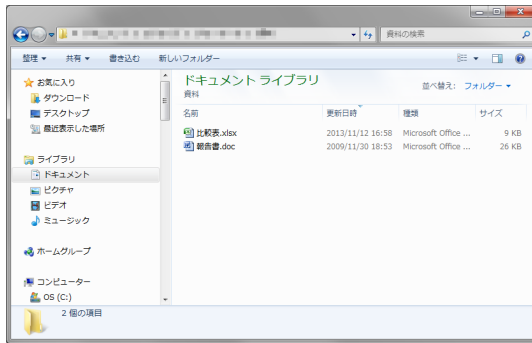 資料の検索
整理 ▼ 共有 ▼ 書き込む 新しいフォルダー
お気に入り
ダウンロード
デスクトップ
最近表示した場所
ライブラリ
ドキュメント
ピクチャ
ビデオ
ミュージック
ホームグループ
コンピューター
OS (C:)
ドキュメント ライブラリ
資料
並べ替え: フォルダー ▼
名前 更新日時 種類 サイズ
比較表.xlsx 2013/11/12 16:58 Microsoft Office ... 9 KB
報告書.doc 2009/11/30 18:53 Microsoft Office ... 26 KB
2 個の項目